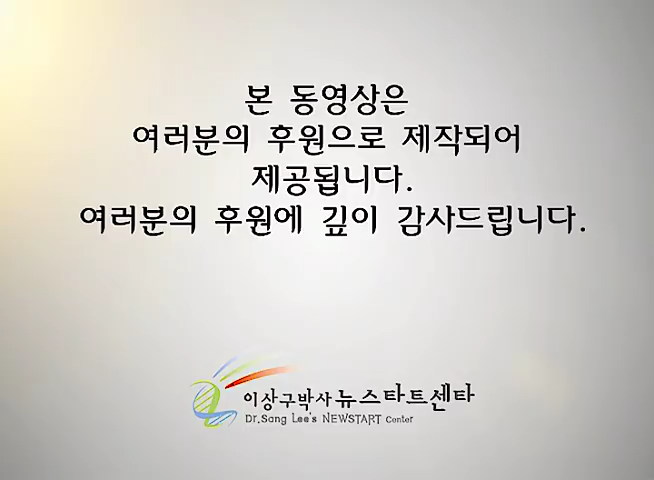 본 동영상은
여러분의 후원으로 제작되어
제공됩니다.
여러분의 후원에 깊이 감사드립니다.
이상구박사 뉴스타트센타
Dr.Sang Lee's NEWSTART Center